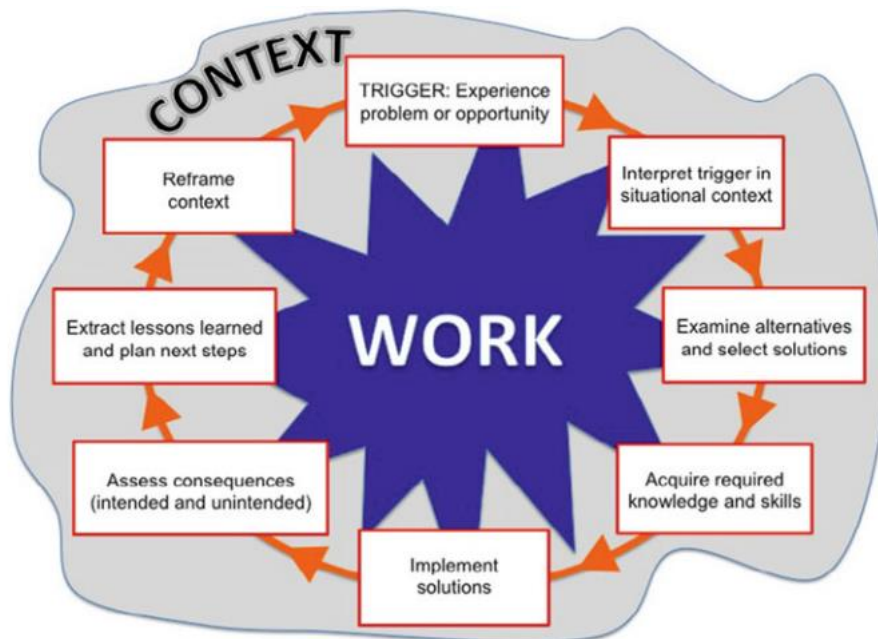 CONTEXT
TRIGGER: Experience
problem or opportunity
Interpret trigger in
situational context
Examine alternatives
and select solutions
Acquire required
knowledge and skills
Implement
solutions
Assess consequences
(intended and unintended)
Extract lessons learned
and plan next steps
Reframe
context
WORK